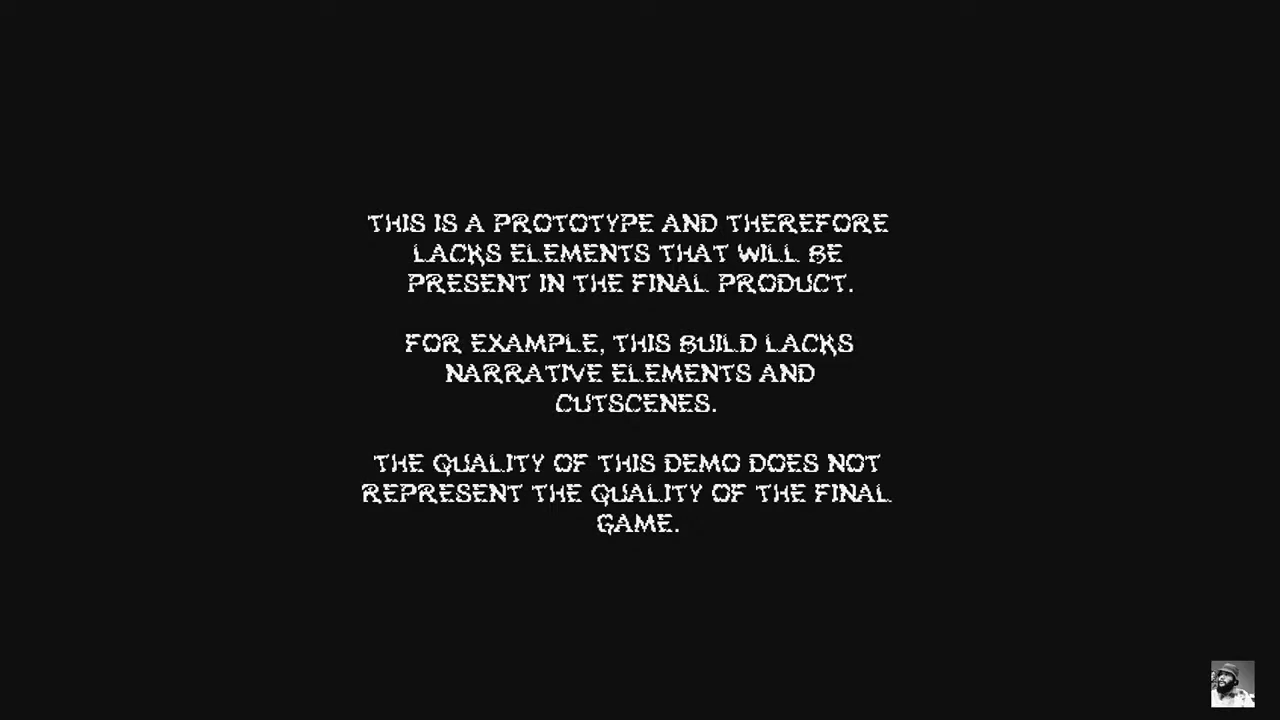 THIS IS A PROTOTYPE AND THEREFORE
LACKS ELEMENTS THAT WILL BE
PRESENT IN THE FINAL PRODUCT.
FOR EXAMPLE, THIS BUILD LACKS
NARRATIVE ELEMENTS AND
CUTSCENES.
THE QUALITY OF THIS DEMO DOES NOT
REPRESENT THE QUALITY OF THE FINAL
GAME.